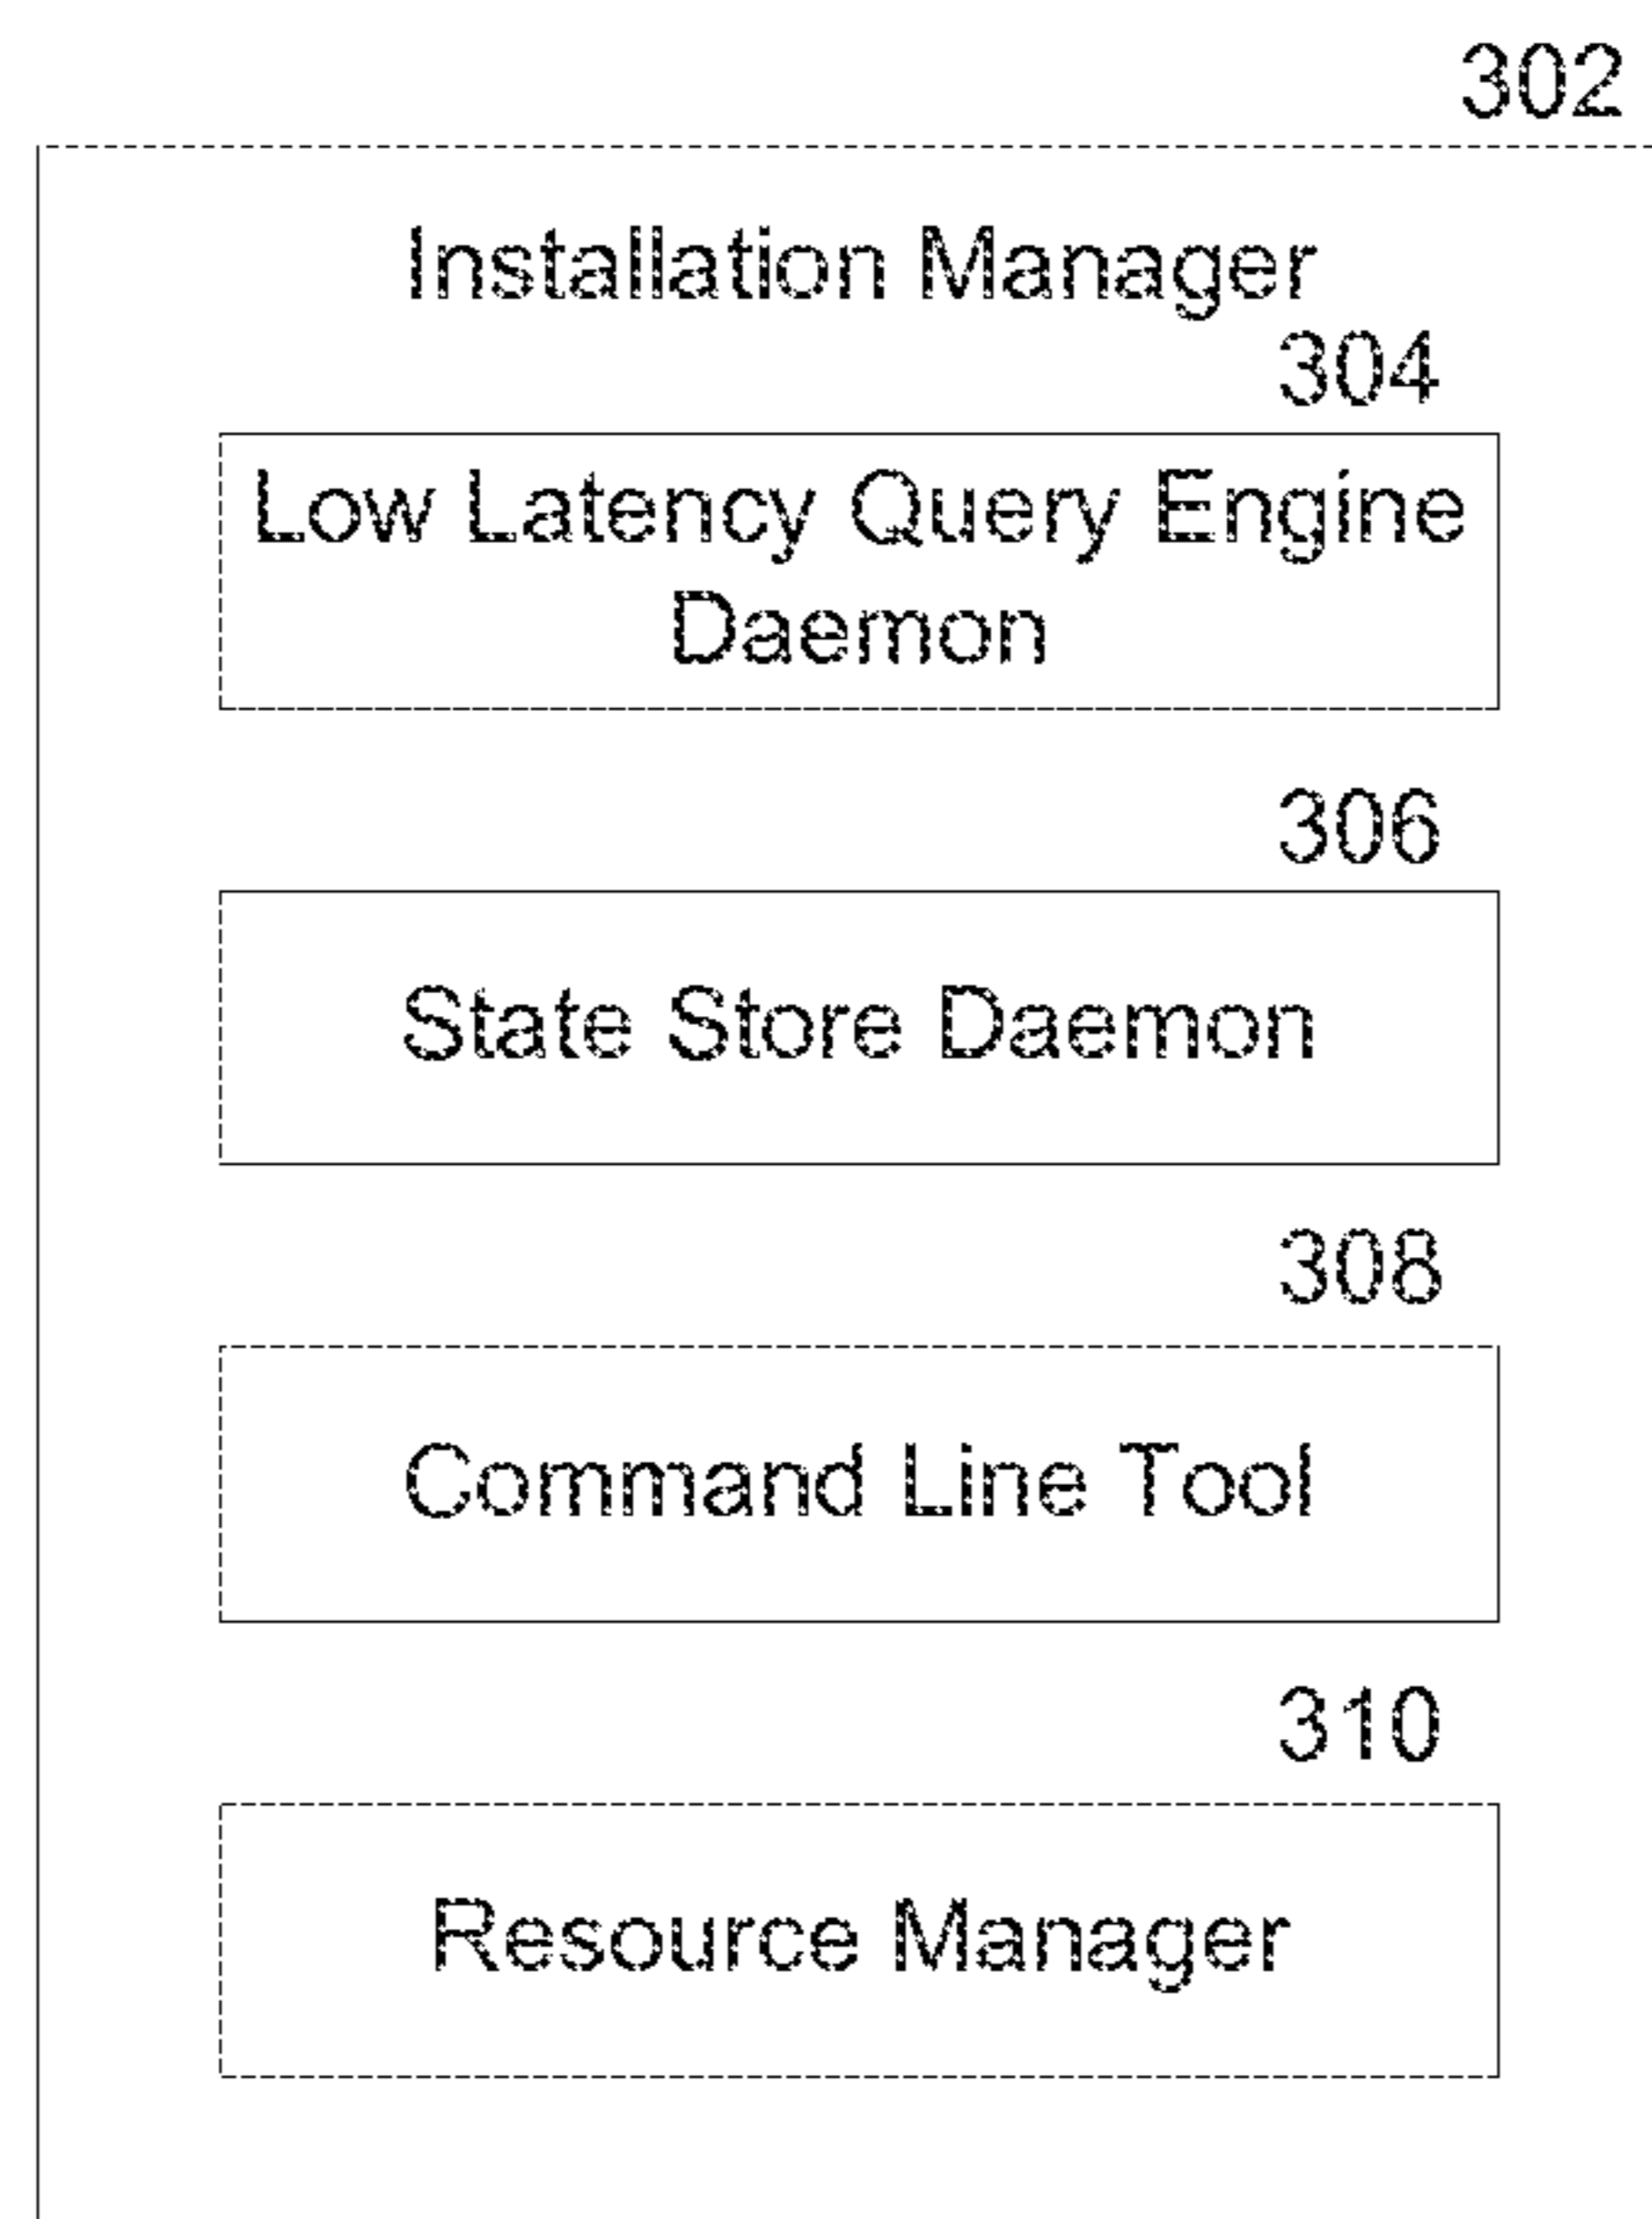 302
Installation Manager
304
Low Latency Query Engine
Daemon
306
State Store Daemon
308
Command Line Tool
310
Resource Manager